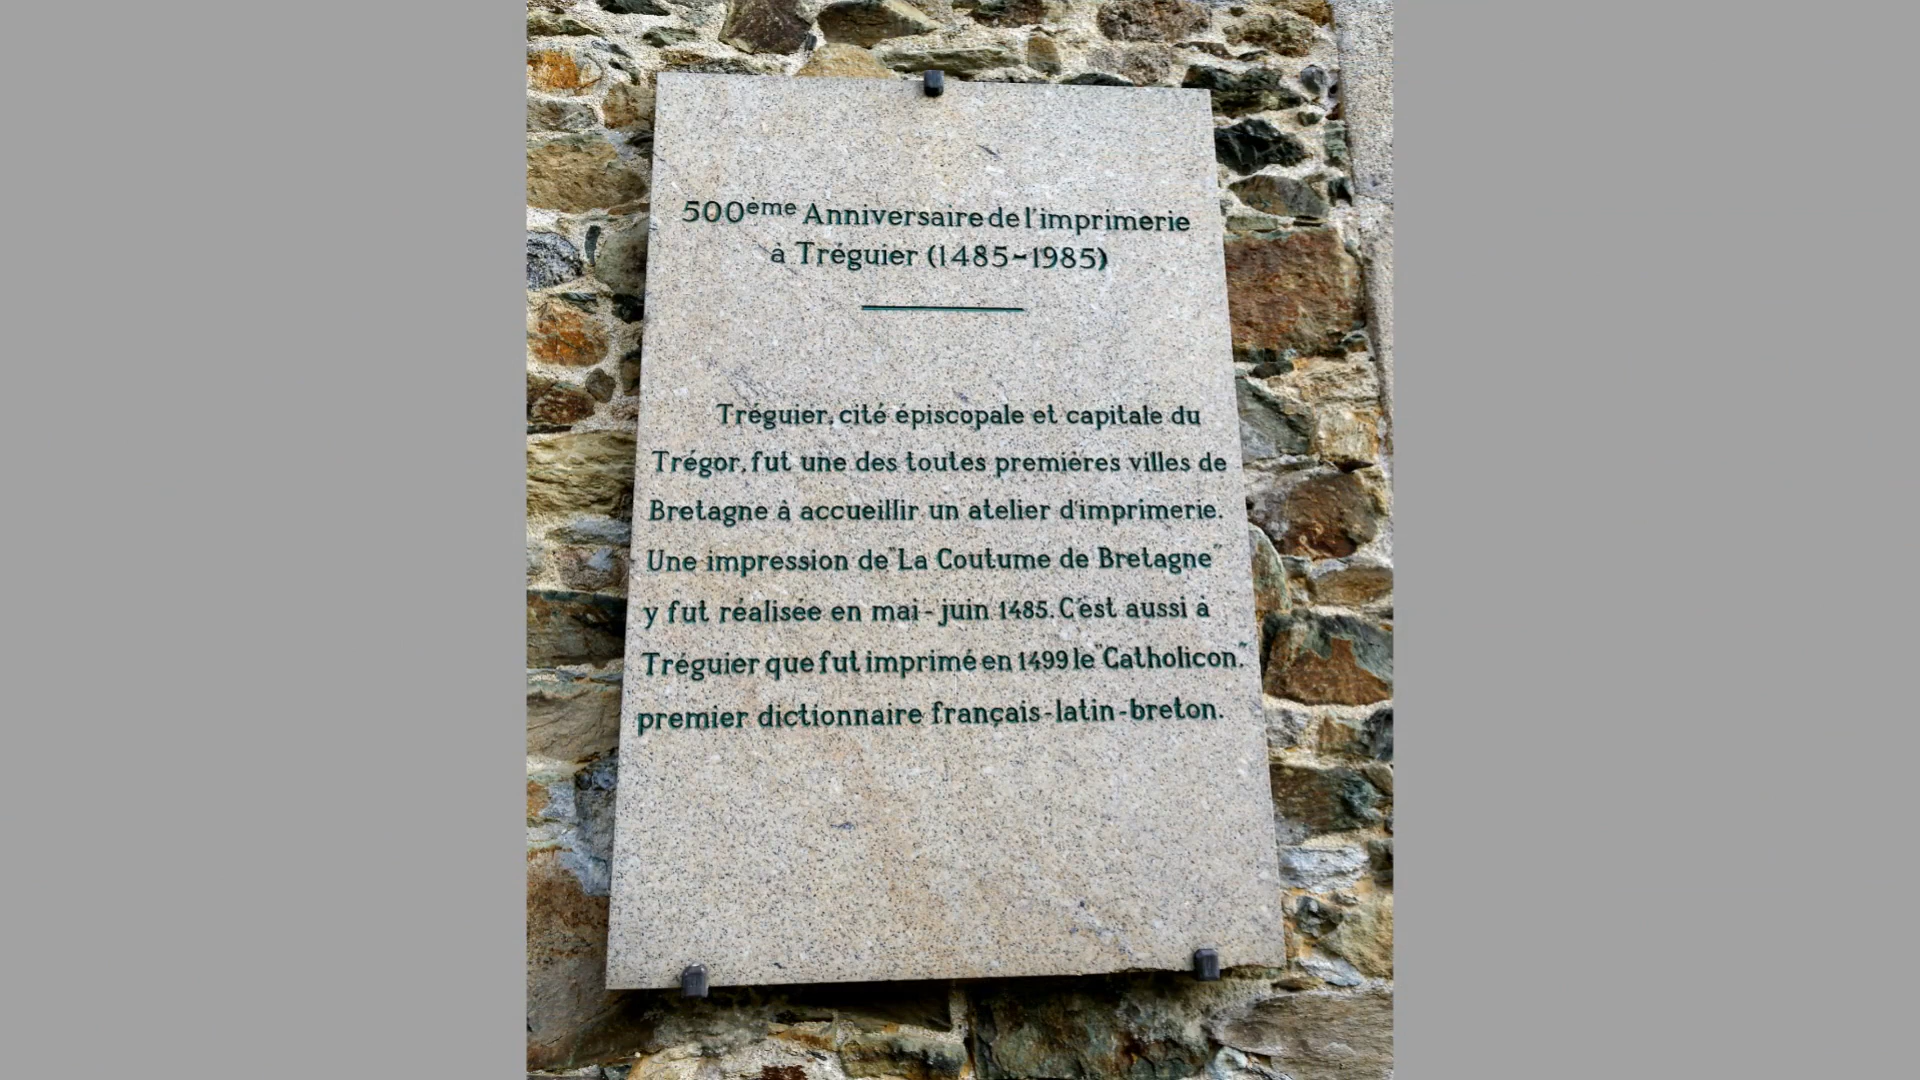 500ème Anniversaire de l'imprimerie
à Tréguier (1485-1985)
Tréguier, cité épiscopale et capitale du
Trégor, fut une des toutes premières villes de
Bretagne à accueillir un atelier d'imprimerie.
Une impression de "La Coutume de Bretagne"
y fut réalisée en mai-juin 1485. C'est aussi à
Tréguier que fut imprimé en 1499 le "Catholicon",
premier dictionnaire français-latin-breton.